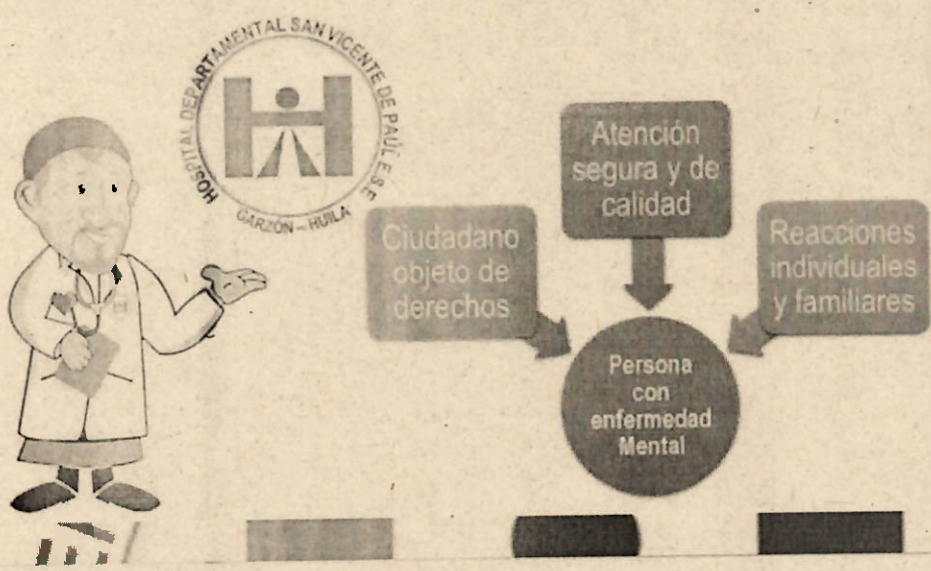 HOSPITAL DEPARTAMENTAL SAN VICENTE DE PAÚL E.S.E
GARZÓN – HUILA
Atención
segura y de
calidad
Ciudadano
objeto de
derechos
Reacciones
individuales
y familiares
Persona
con
enfermedad
Mental